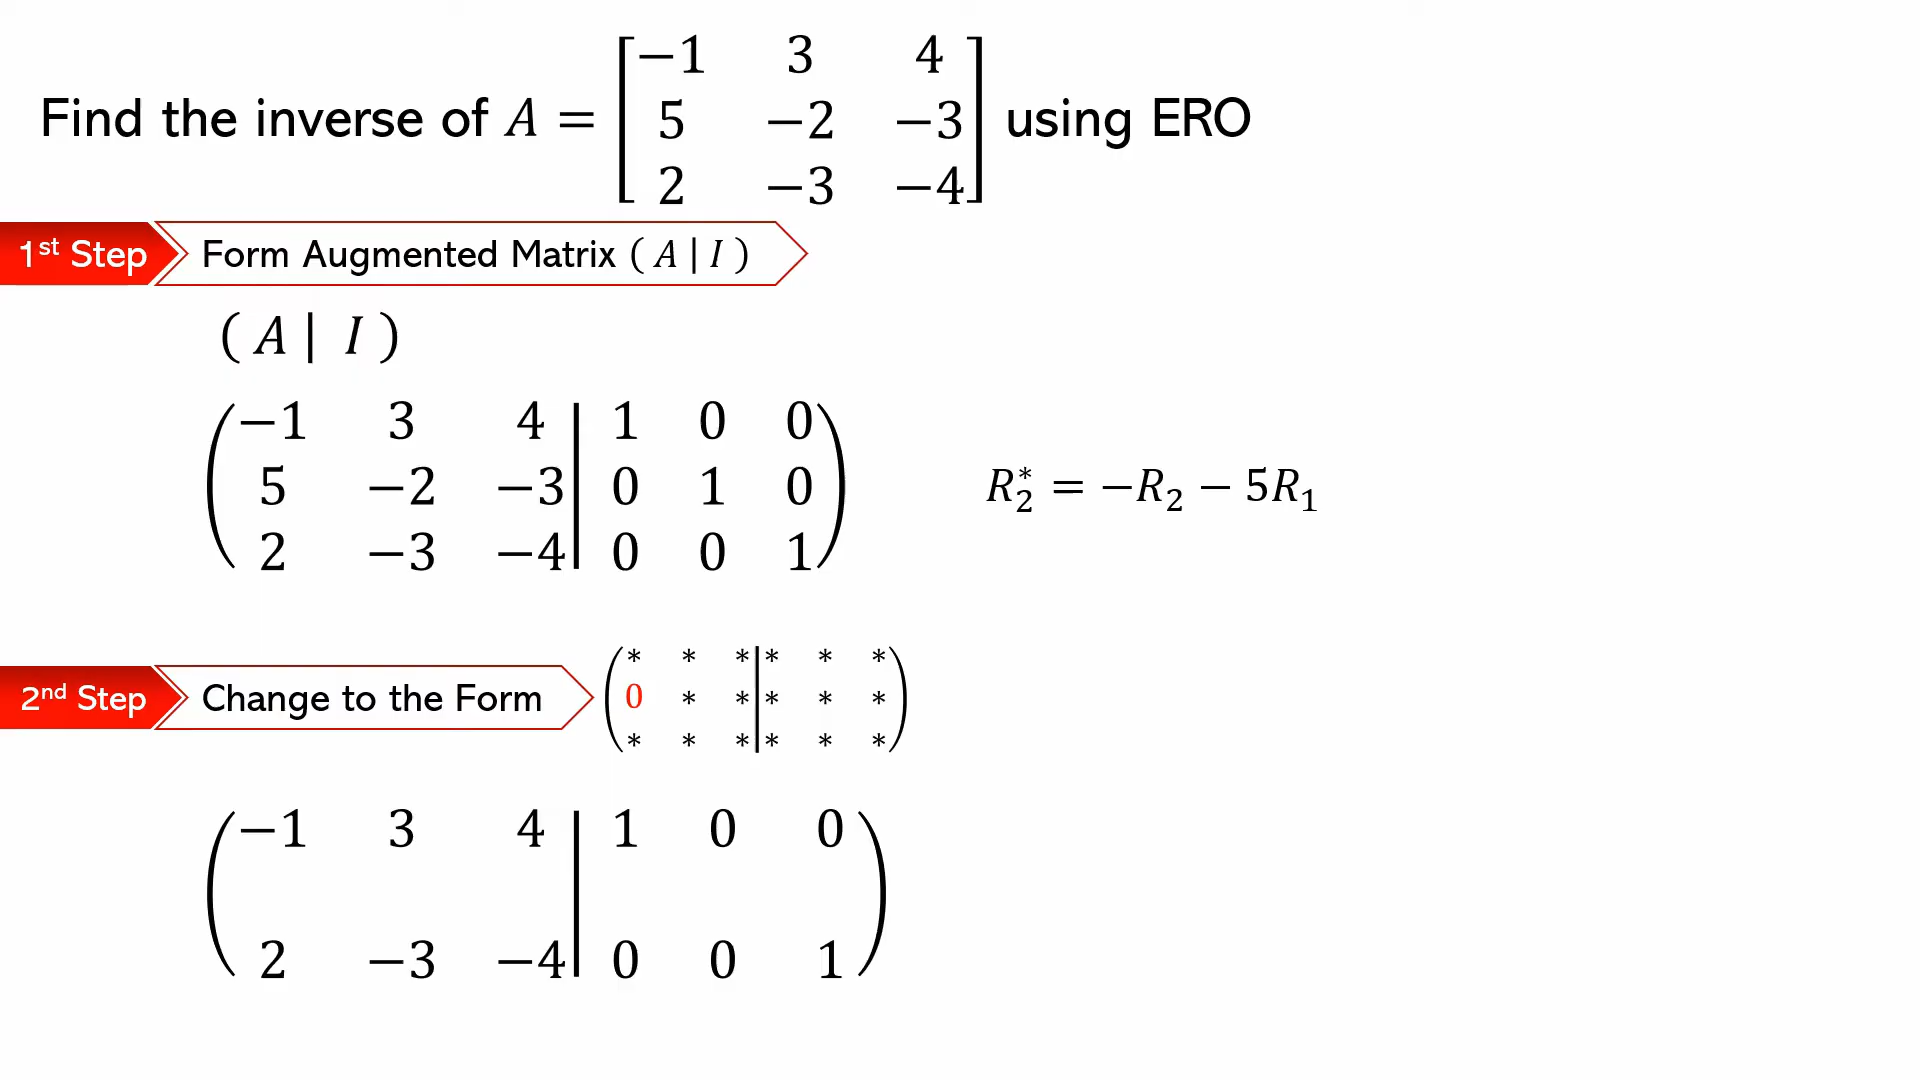 Find the inverse of A = [−1 3 4; 5 −2 −3; 2 −3 −4] using ERO
1st Step Form Augmented Matrix ( A | I )
( A | I )
−1 3 4 | 1 0 0
5 −2 −3 | 0 1 0 R₂* = −R₂ − 5R₁
2 −3 −4 | 0 0 1
2nd Step Change to the Form
* * * | * * *
0 * * | * * *
* * * | * * *
−1 3 4 | 1 0 0
2 −3 −4 | 0 0 1